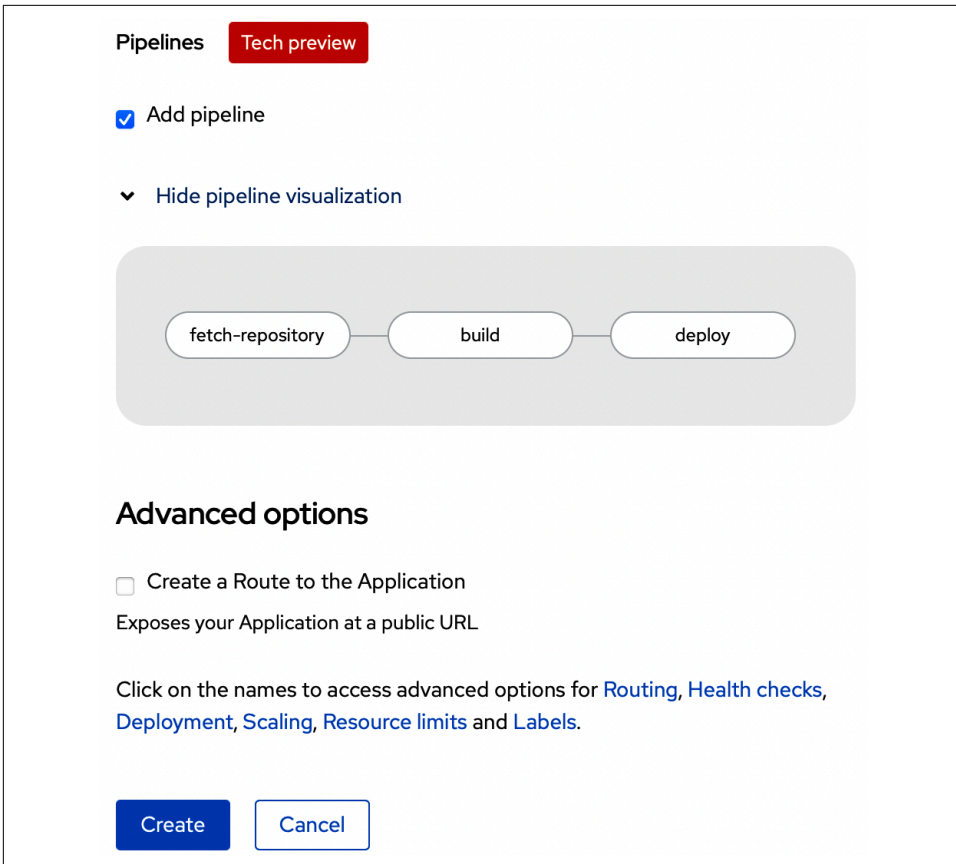 Pipelines Tech preview
Add pipeline
Hide pipeline visualization
fetch-repository build deploy
Advanced options
Create a Route to the Application
Exposes your Application at a public URL
Click on the names to access advanced options for Routing, Health checks,
Deployment, Scaling, Resource limits and Labels.
Create Cancel